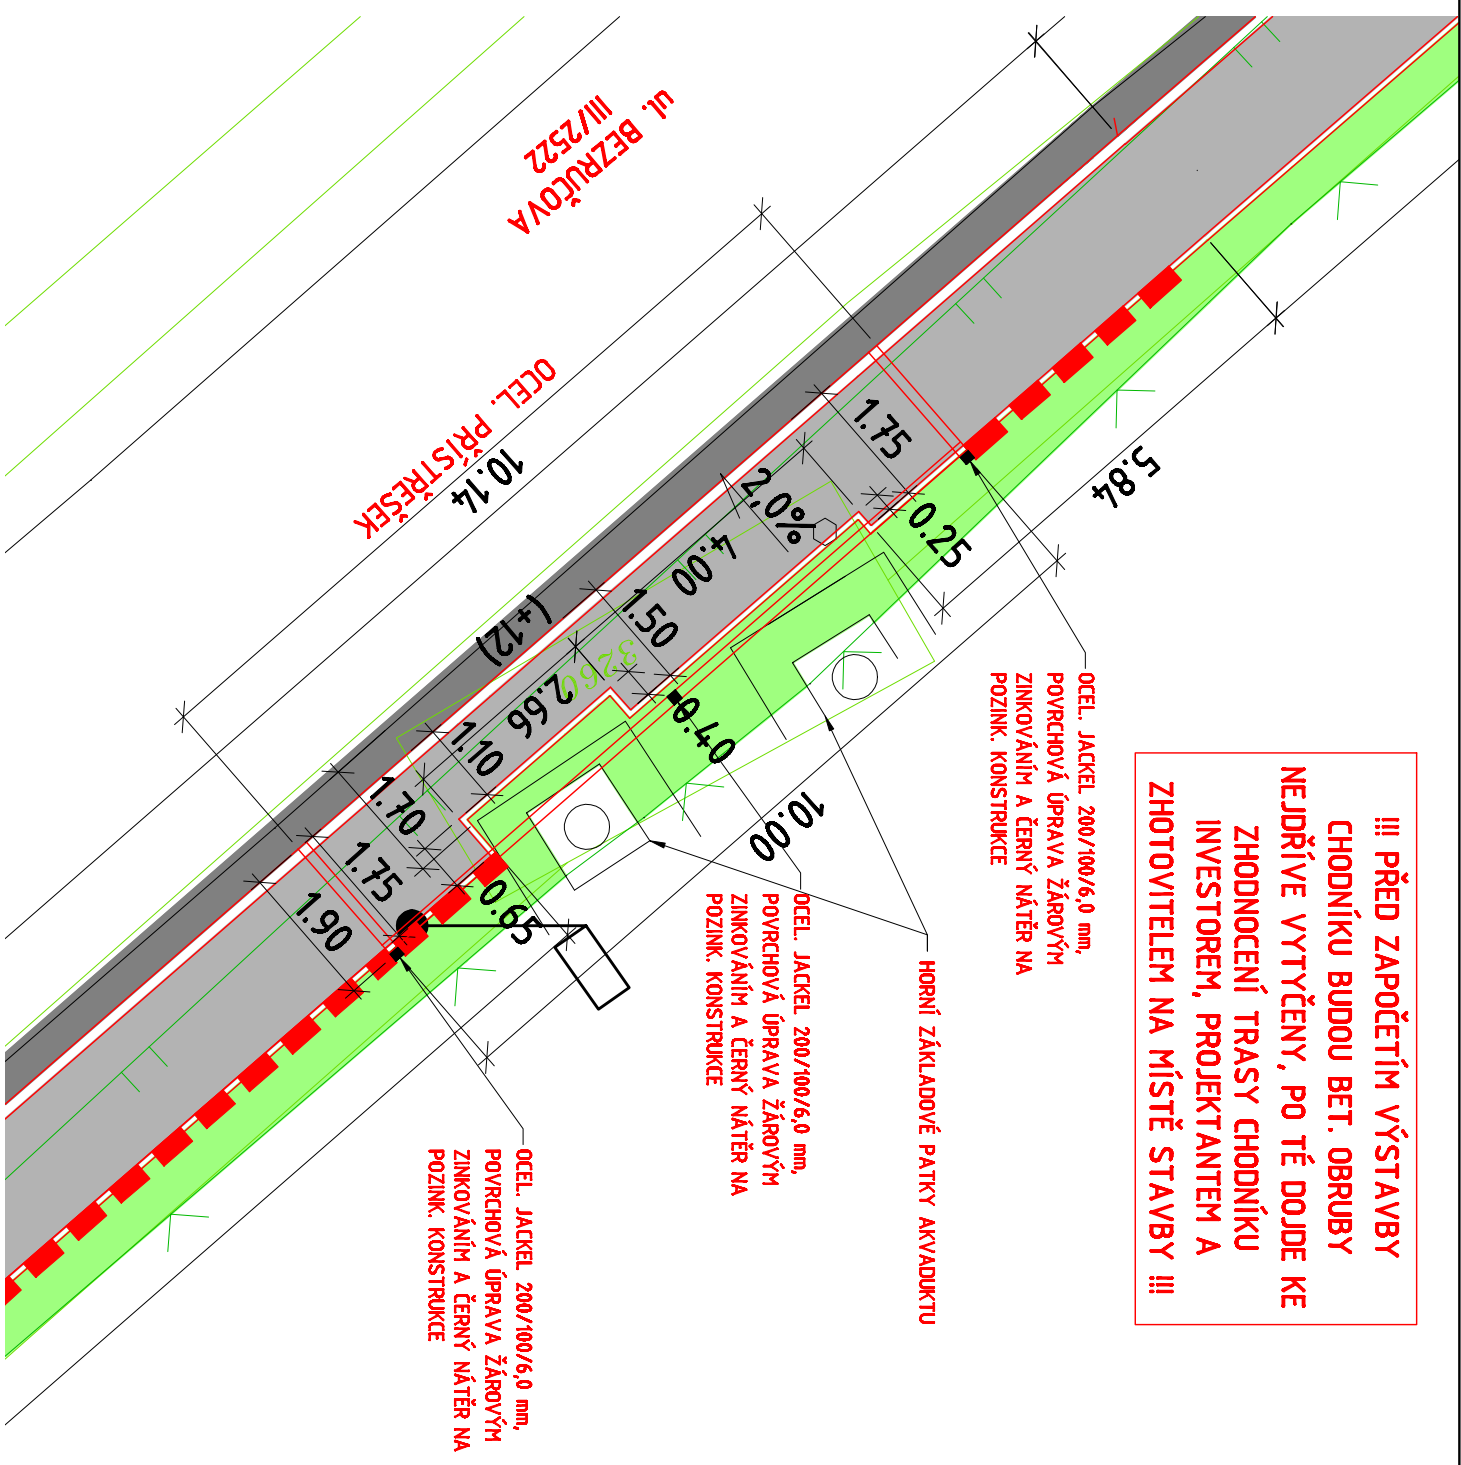 !!! PŘED ZAPOČETÍM VÝSTAVBY
CHODNÍKU BUDOU BET. OBRUBY
NEJDŘÍVE VYTYČENY, PO TÉ DOJDE KE
ZHODNOCENÍ TRASY CHODNÍKU
INVESTOREM, PROJEKTANTEM A
ZHOTOVITELEM NA MÍSTĚ STAVBY !!!
ul. BEZRUČOVA
III/2522
OCEL. PŘÍSTŘEŠEK
10.14
5.84
1.75
0.25
2,0%
4.00
1.50
(+12)
3260
2.66
0.40
1.10
10.00
1.70
1.75
0.65
1.90
OCEL. JACKEL 200/100/6,0 mm,
POVRCHOVÁ ÚPRAVA ŽÁROVÝM
ZINKOVÁNÍM A ČERNÝ NÁTĚR NA
POZINK. KONSTRUKCE
HORNÍ ZÁKLADOVÉ PATKY AKVADUKTU
OCEL. JACKEL 200/100/6,0 mm,
POVRCHOVÁ ÚPRAVA ŽÁROVÝM
ZINKOVÁNÍM A ČERNÝ NÁTĚR NA
POZINK. KONSTRUKCE
OCEL. JACKEL 200/100/6,0 mm,
POVRCHOVÁ ÚPRAVA ŽÁROVÝM
ZINKOVÁNÍM A ČERNÝ NÁTĚR NA
POZINK. KONSTRUKCE